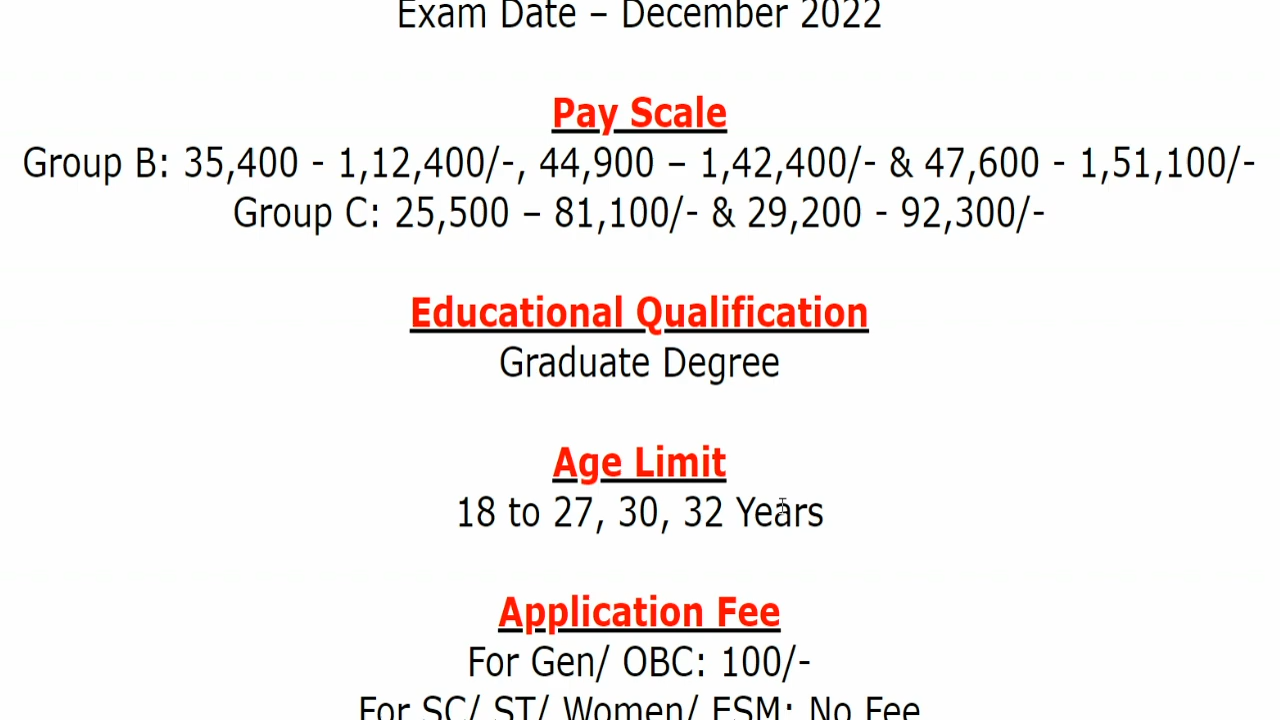 Exam Date – December 2022
Pay Scale
Group B: 35,400 - 1,12,400/-, 44,900 – 1,42,400/- & 47,600 - 1,51,100/-
Group C: 25,500 – 81,100/- & 29,200 - 92,300/-
Educational Qualification
Graduate Degree
Age Limit
18 to 27, 30, 32 Years
Application Fee
For Gen/ OBC: 100/-
For SC/ ST/ Women/ ESM: No Fee